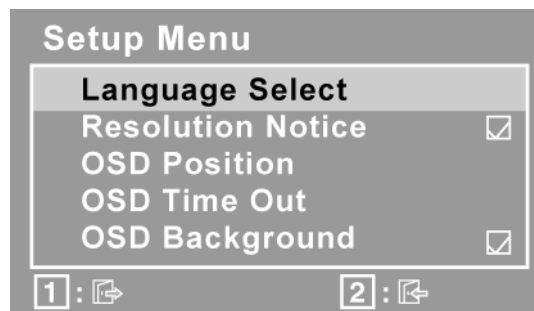 Setup Menu
Language Select
Resolution Notice
OSD Position
OSD Time Out
OSD Background
1 : 2 :